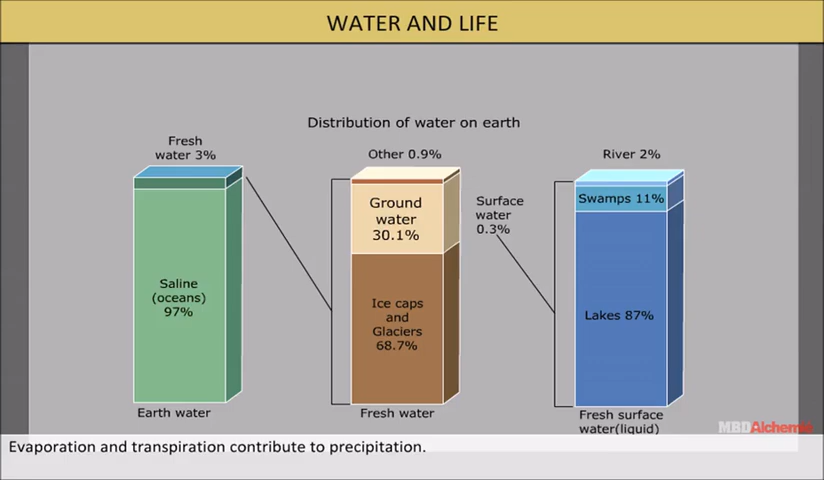 WATER AND LIFE
Distribution of water on earth
Fresh
water 3%
Saline
(oceans)
97%
Earth water
Other 0.9%
Ground
water
30.1%
Ice caps
and
Glaciers
68.7%
Fresh water
Surface
water
0.3%
River 2%
Swamps 11%
Lakes 87%
Fresh surface
water(liquid)
MBDAlchemie
Evaporation and transpiration contribute to precipitation.